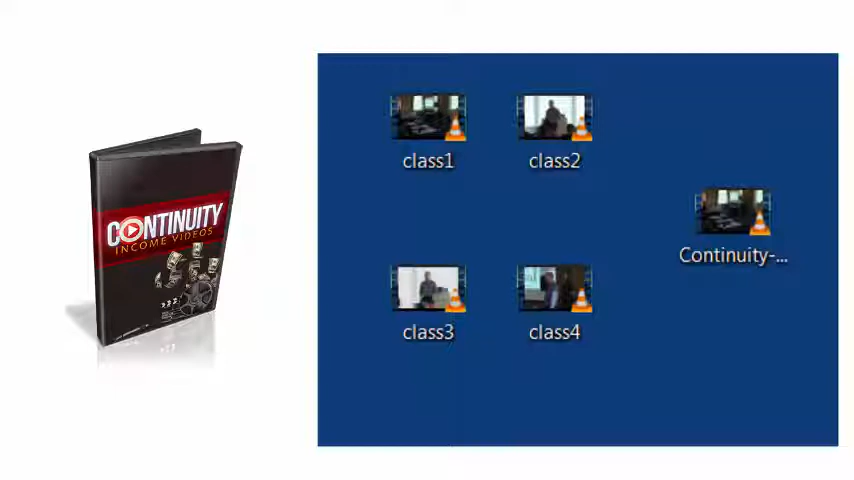 CONTINUITY
INCOME VIDEOS
class1
class2
Continuity-...
class3
class4